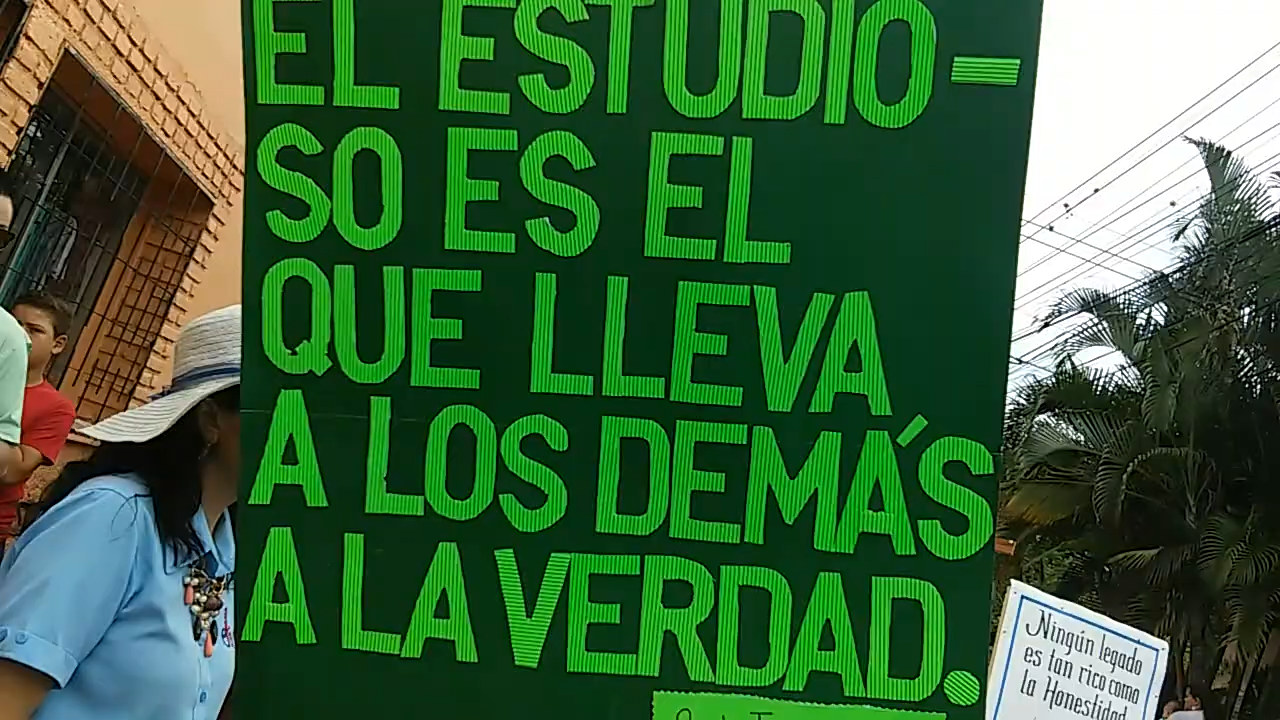 EL ESTUDIO-
SO ES EL
QUE LLEVA
A LOS DEMÁS
A LA VERDAD.
Ningún legado
es tan rico como
la Honestidad